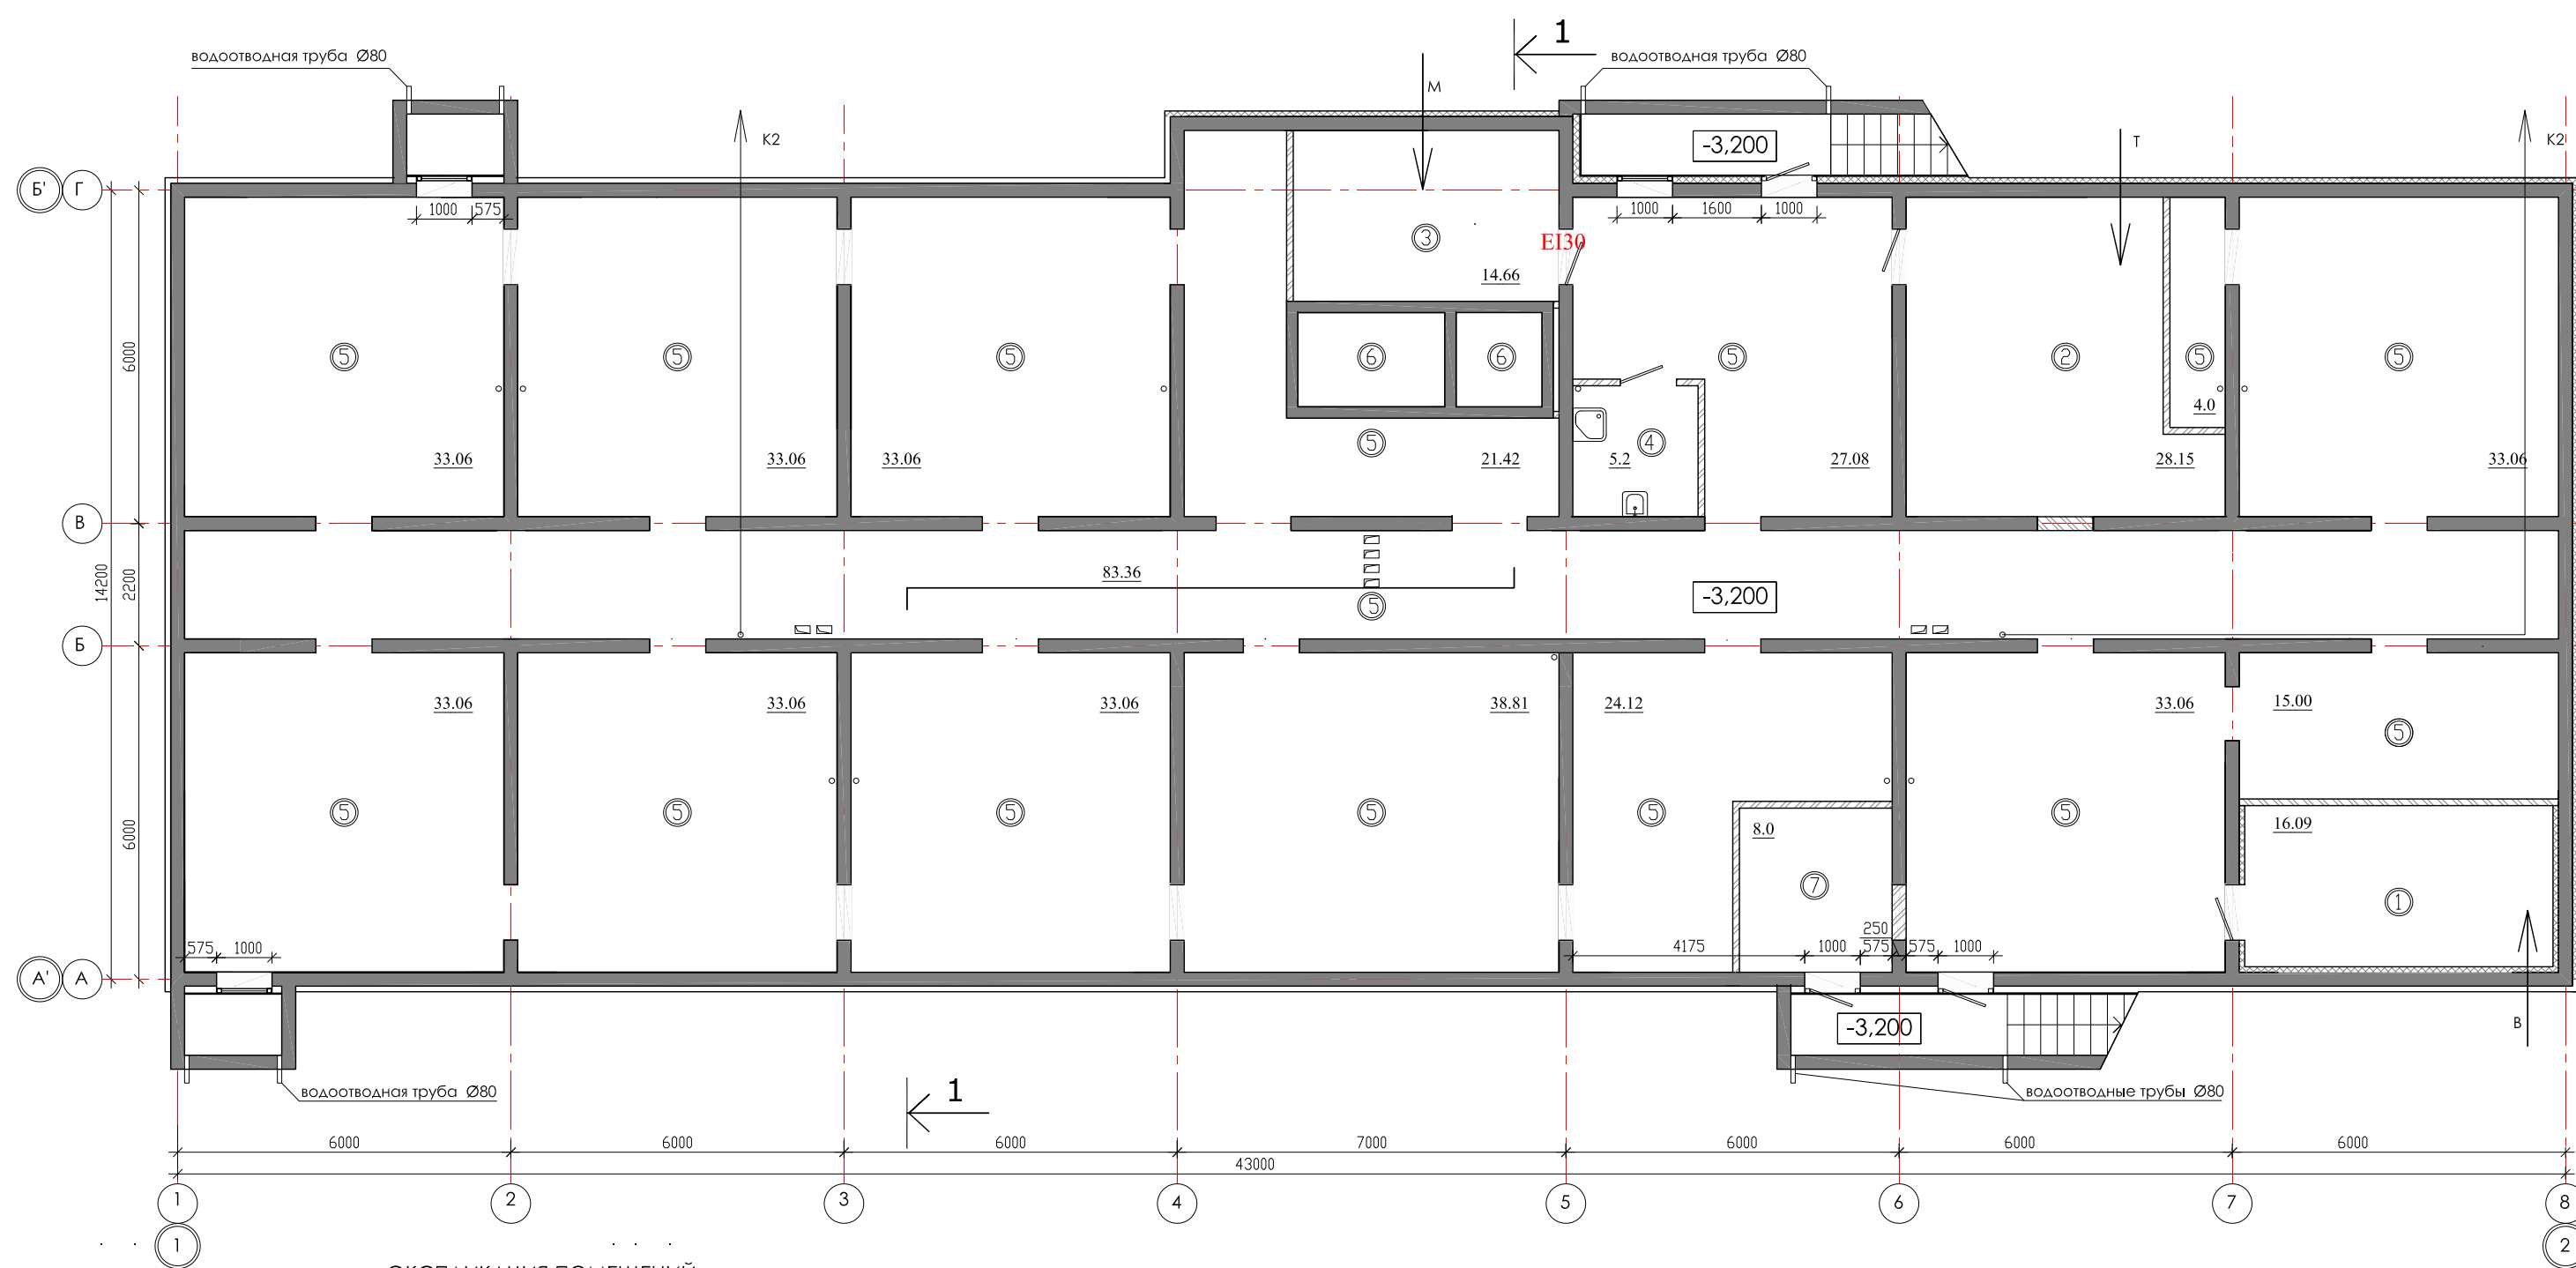 1
водоотводная труба Ø80
водоотводная труба Ø80
М
К2
-3,200
Т
К2
Б' Г
1000 575
1000 1600 1000
EI30
3
14.66
6000
5 5 5 6 6 5 2 5 5
4.0
5 4
33.06 33.06 33.06 21.42 5.2 27.08 28.15 33.06
В
14200
2200
83.36
-3,200
5
Б
33.06 33.06 33.06 38.81 24.12 33.06 15.00
5
6000
5 5 5 5 5 5
8.0
16.09
7
1
250
575 1000
4175 1000 575 575 1000
А' А
-3,200
В
водоотводная труба Ø80
1
водоотводные трубы Ø80
6000 6000 6000 7000 6000 6000 6000
43000
1 2 3 4 5 6 7 8
1 2
ЭКСПЛИКАЦИЯ ПОМЕЩЕНИЙ